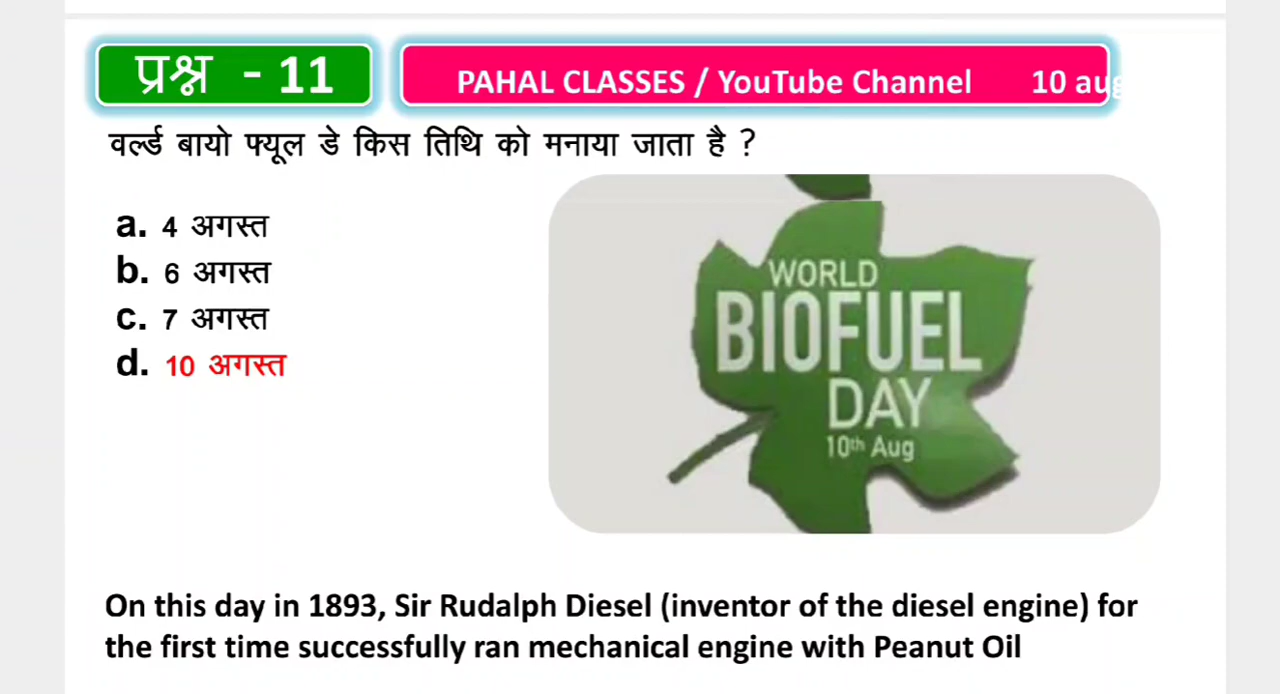 प्रश्न - 11
PAHAL CLASSES / YouTube Channel 10 aug
वर्ल्ड बायो फ्यूल डे किस तिथि को मनाया जाता है ?
a. 4 अगस्त
b. 6 अगस्त
c. 7 अगस्त
d. 10 अगस्त
WORLD
BIOFUEL
DAY
10th Aug
On this day in 1893, Sir Rudalph Diesel (inventor of the diesel engine) for
the first time successfully ran mechanical engine with Peanut Oil